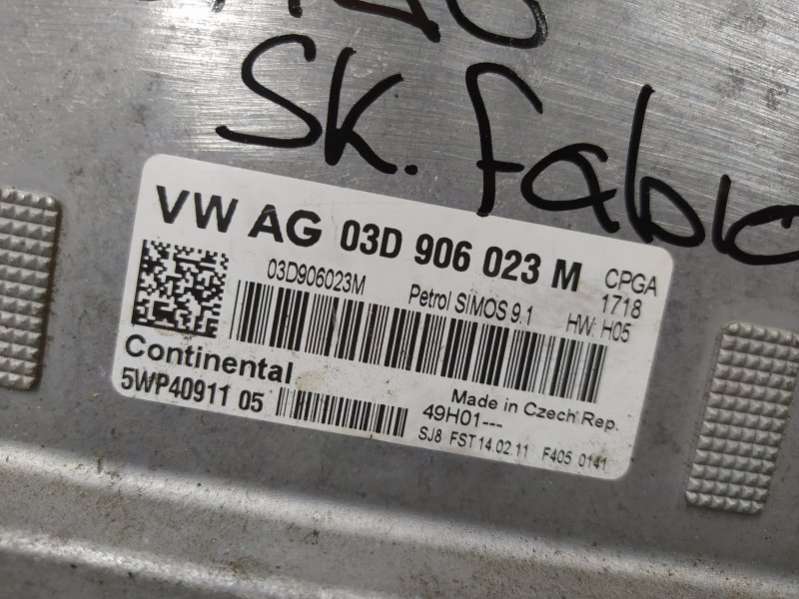 SK. Fabia
VW AG 03D 906 023 M
CPGA
1718
03D906023M Petrol SIMOS 9.1 HW: H05
Continental
Made in Czech Rep.
5WP40911 05 49H01---
SJ8 FST 14.02.11 F405 0141